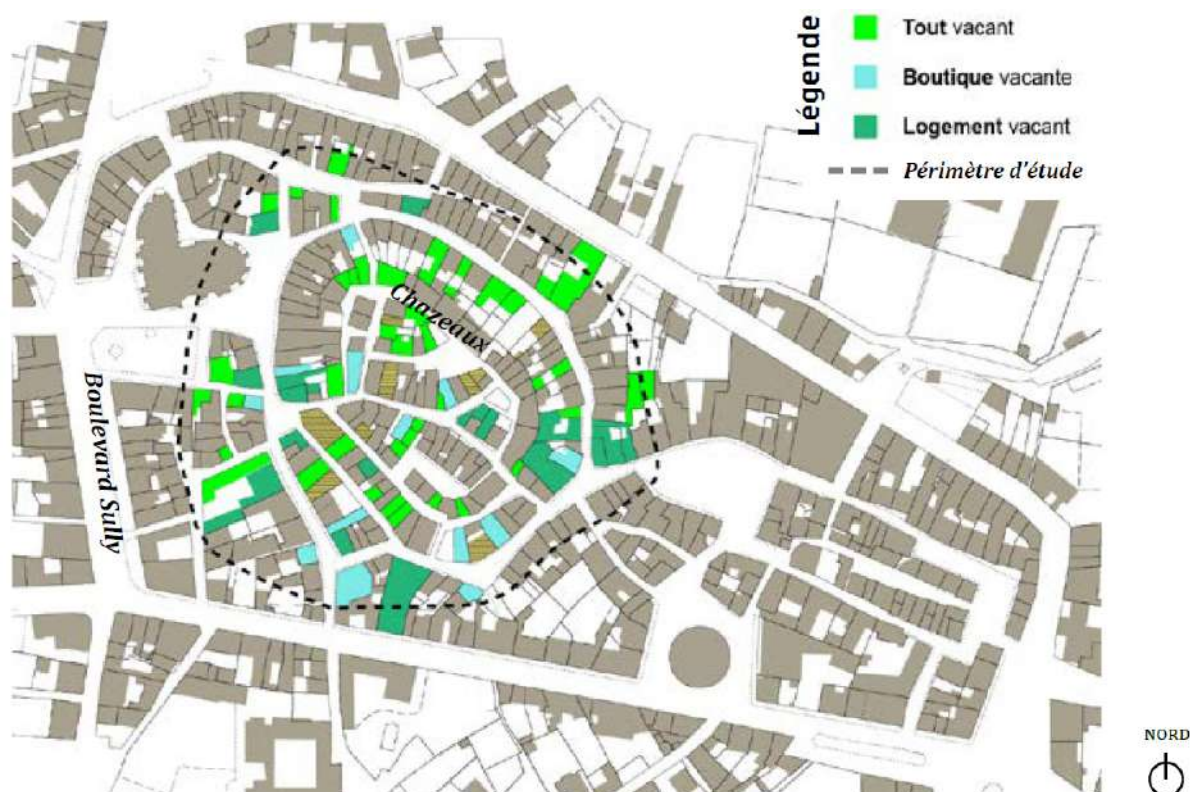 Légende
Tout vacant
Boutique vacante
Logement vacant
Périmètre d'étude
Chazeaux
Boulevard Sully
NORD